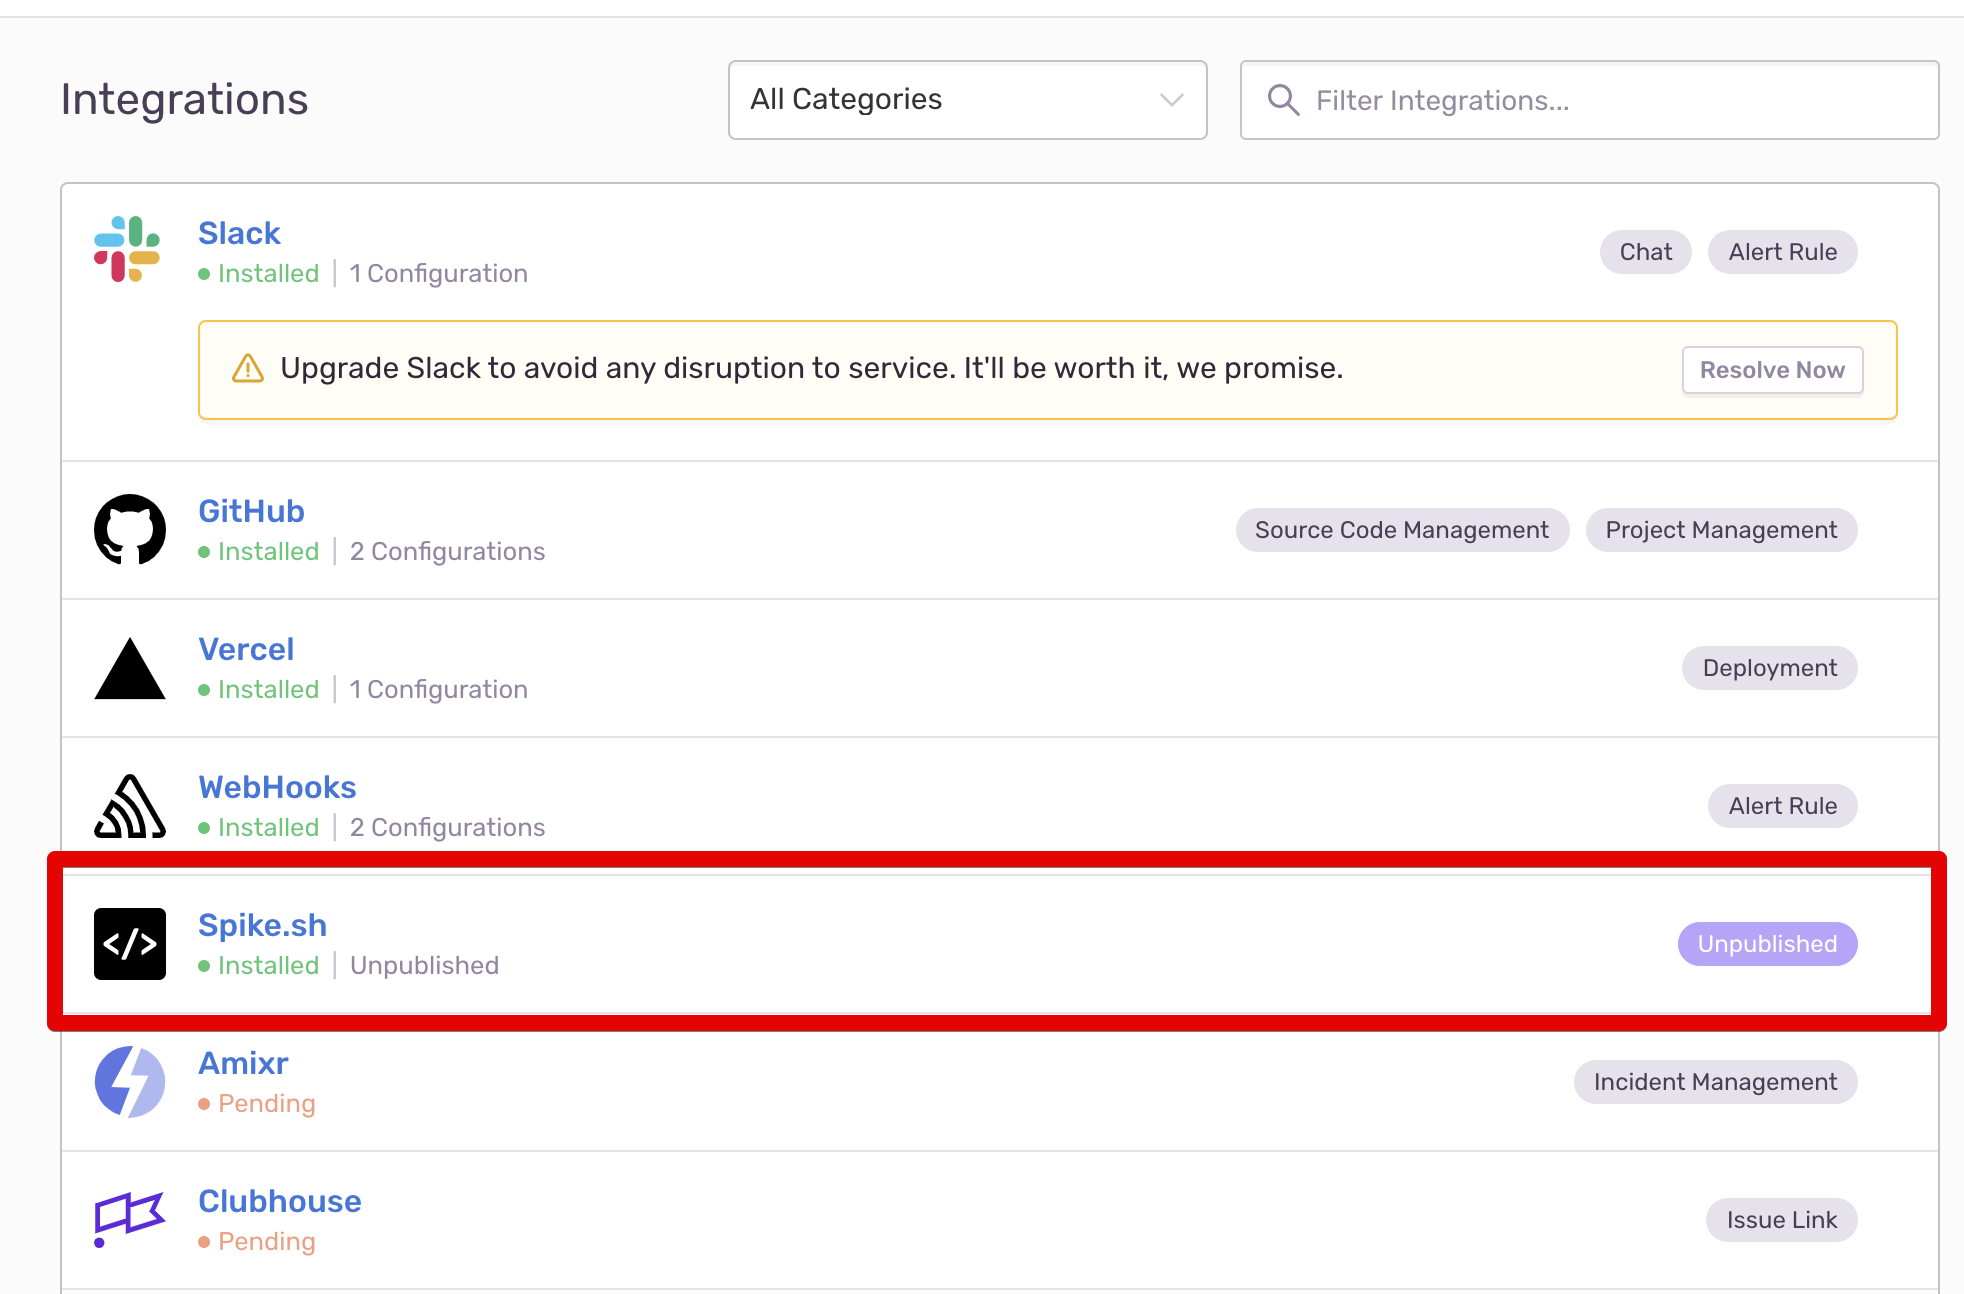 Integrations
All Categories
Filter Integrations...
Slack
Chat
Alert Rule
Installed | 1 Configuration
Upgrade Slack to avoid any disruption to service. It'll be worth it, we promise.
Resolve Now
GitHub
Source Code Management
Project Management
Installed | 2 Configurations
Vercel
Deployment
Installed | 1 Configuration
WebHooks
Alert Rule
Installed | 2 Configurations
</>
Spike.sh
Unpublished
Installed | Unpublished
Amixr
Incident Management
Pending
Clubhouse
Issue Link
Pending